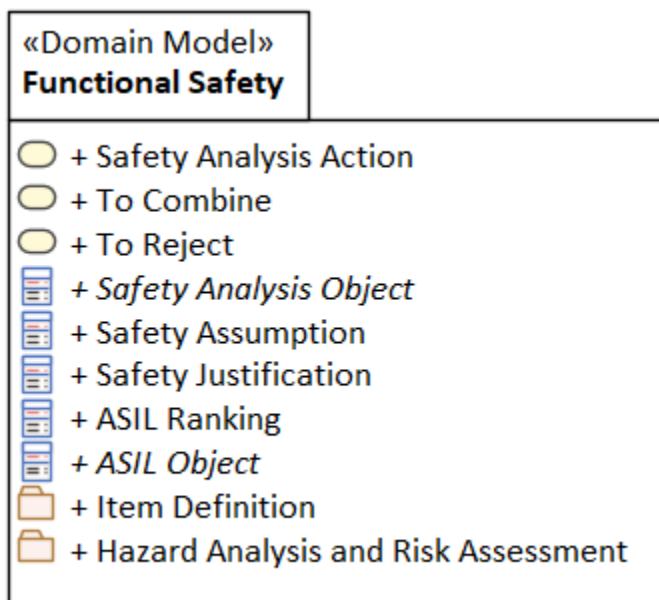 «Domain Model»
Functional Safety
+ Safety Analysis Action
+ To Combine
+ To Reject
+ Safety Analysis Object
+ Safety Assumption
+ Safety Justification
+ ASIL Ranking
+ ASIL Object
+ Item Definition
+ Hazard Analysis and Risk Assessment